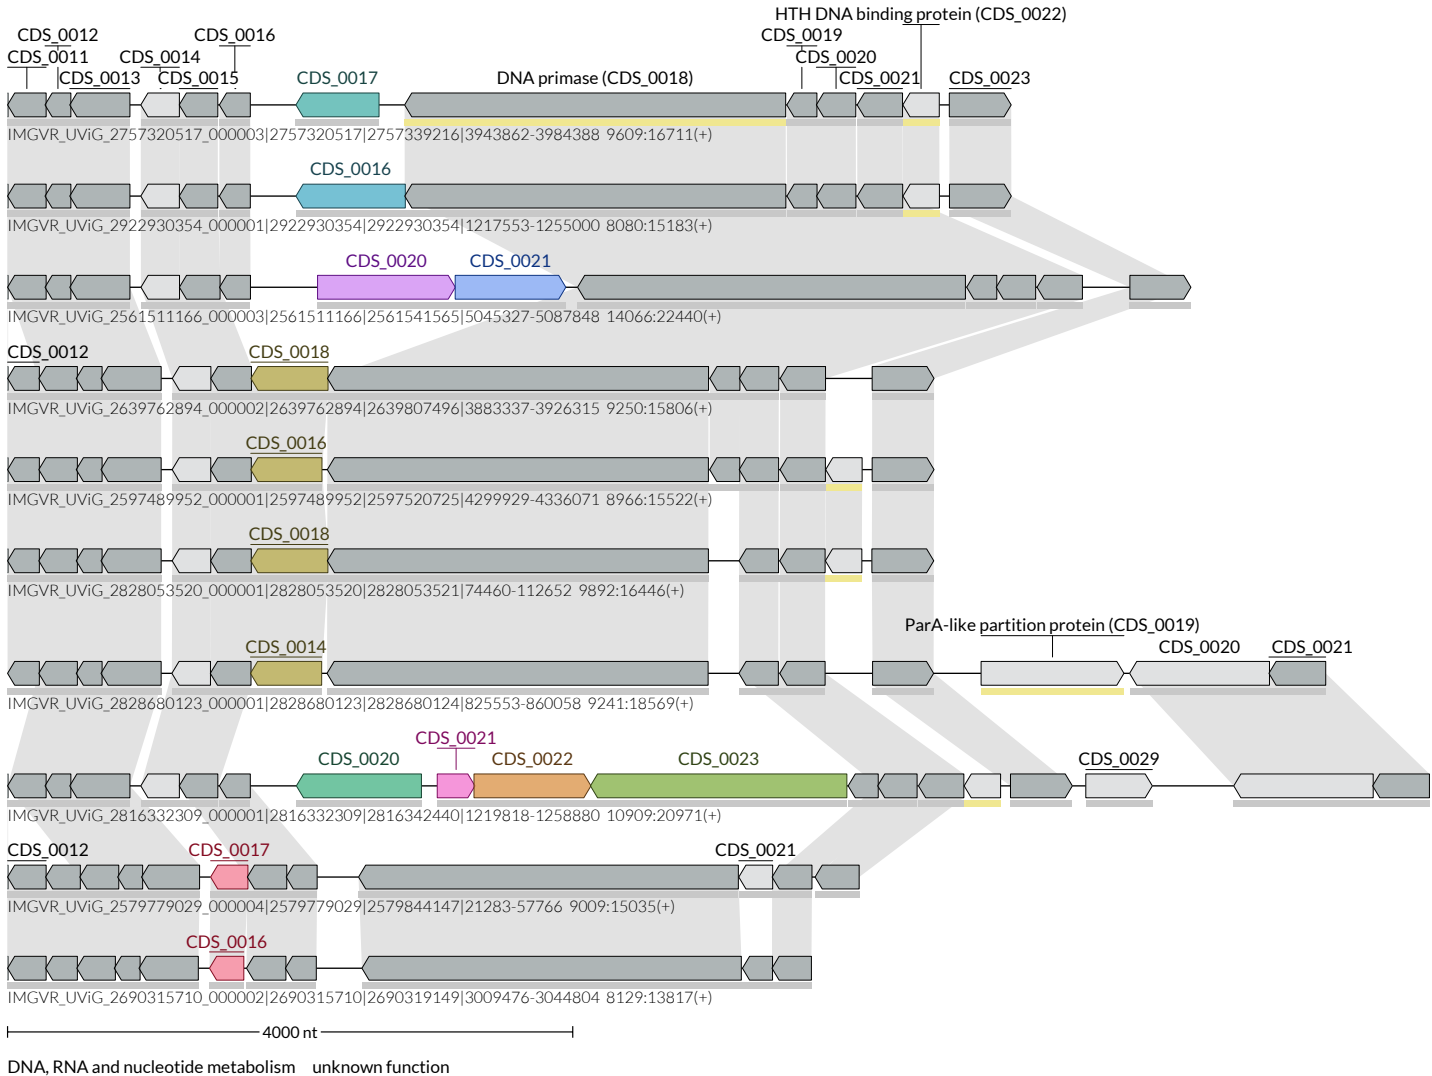 HTH DNA binding protein (CDS_0022)
CDS_0012 CDS_0016 CDS_0019
CDS_0011 CDS_0014 CDS_0020
CDS_0013 CDS_0015 CDS_0017 DNA primase (CDS_0018) CDS_0021 CDS_0023
IMGVR_UViG_2757320517_000003|2757320517|2757339216|3943862-3984388 9609:16711(+)
CDS_0016
IMGVR_UViG_2922930354_000001|2922930354|2922930354|1217553-1255000 8080:15183(+)
CDS_0020 CDS_0021
IMGVR_UViG_2561511166_000003|2561511166|2561541565|5045327-5087848 14066:22440(+)
CDS_0012 CDS_0018
IMGVR_UViG_2639762894_000002|2639762894|2639807496|3883337-3926315 9250:15806(+)
CDS_0016
IMGVR_UViG_2597489952_000001|2597489952|2597520725|4299929-4336071 8966:15522(+)
CDS_0018
IMGVR_UViG_2828053520_000001|2828053520|2828053521|74460-112652 9892:16446(+)
ParA-like partition protein (CDS_0019)
CDS_0014 CDS_0020 CDS_0021
IMGVR_UViG_2828680123_000001|2828680123|2828680124|825553-860058 9241:18569(+)
CDS_0021
CDS_0020 CDS_0022 CDS_0023 CDS_0029
IMGVR_UViG_2816332309_000001|2816332309|2816342440|1219818-1258880 10909:20971(+)
CDS_0012 CDS_0017 CDS_0021
IMGVR_UViG_2579779029_000004|2579779029|2579844147|21283-57766 9009:15035(+)
CDS_0016
IMGVR_UViG_2690315710_000002|2690315710|2690319149|3009476-3044804 8129:13817(+)
4000 nt
DNA, RNA and nucleotide metabolism unknown function